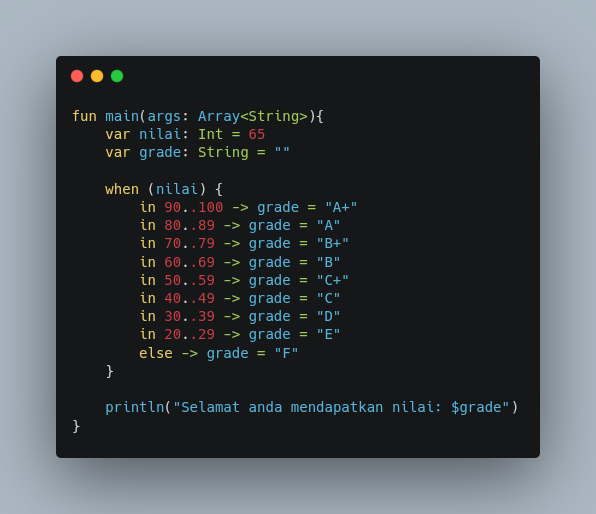 fun main(args: Array<String>){
    var nilai: Int = 65
    var grade: String = ""

    when (nilai) {
        in 90..100 -> grade = "A+"
        in 80..89 -> grade = "A"
        in 70..79 -> grade = "B+"
        in 60..69 -> grade = "B"
        in 50..59 -> grade = "C+"
        in 40..49 -> grade = "C"
        in 30..39 -> grade = "D"
        in 20..29 -> grade = "E"
        else -> grade = "F"
    }

    println("Selamat anda mendapatkan nilai: $grade")
}